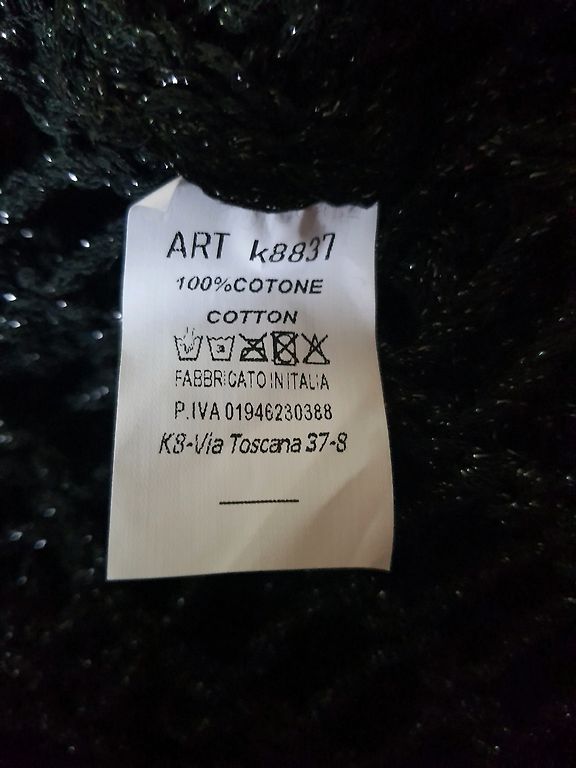 ART k8837
100%COTONE
COTTON
FABBRICATO IN ITALIA
P.IVA 01946230388
K8-Via Toscana 37-8